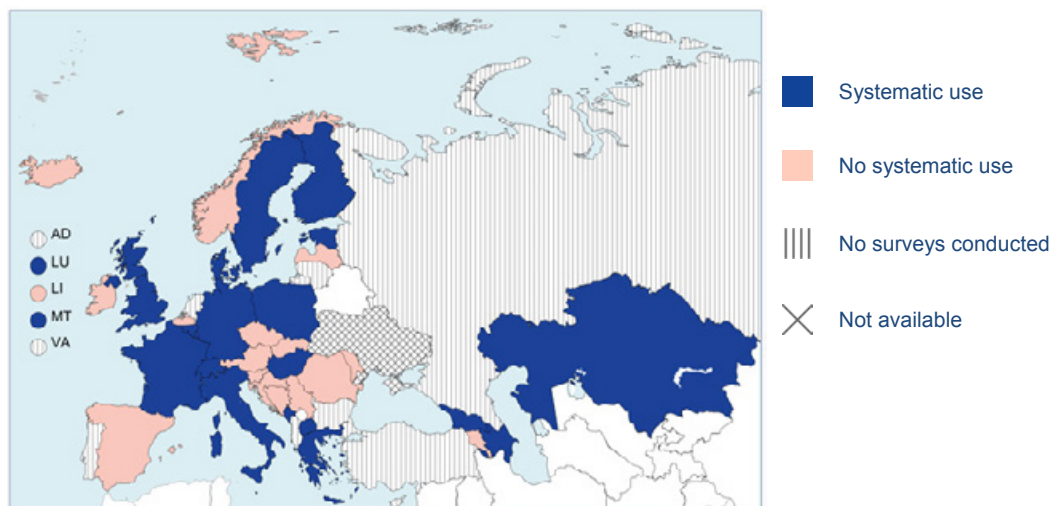 AD
LU
LI
MT
VA
Systematic use
No systematic use
No surveys conducted
Not available